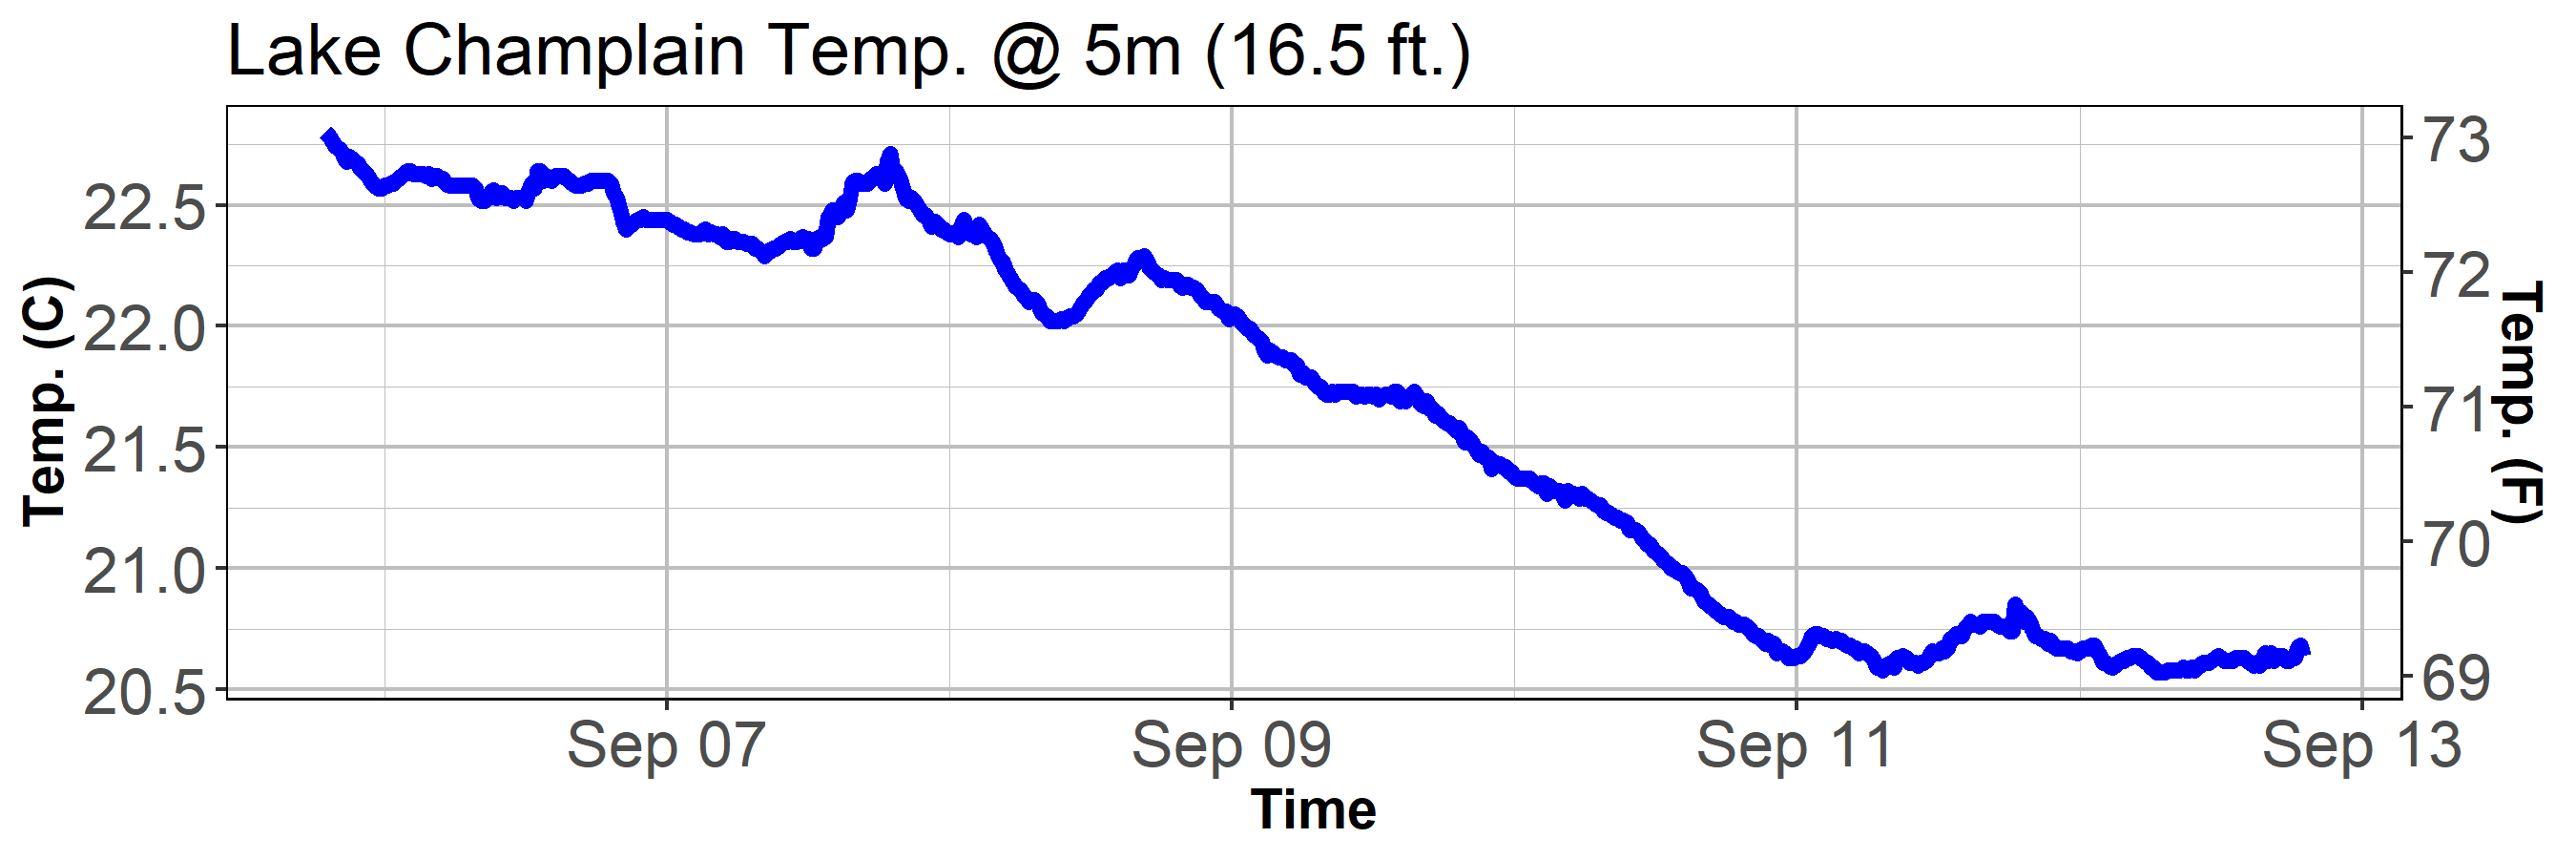 Lake Champlain Temp. @ 5m (16.5 ft.)
Temp. (C)
22.5
22.0
21.5
21.0
20.5
73
72
71
70
69
Temp. (F)
Sep 07 Sep 09 Sep 11 Sep 13
Time